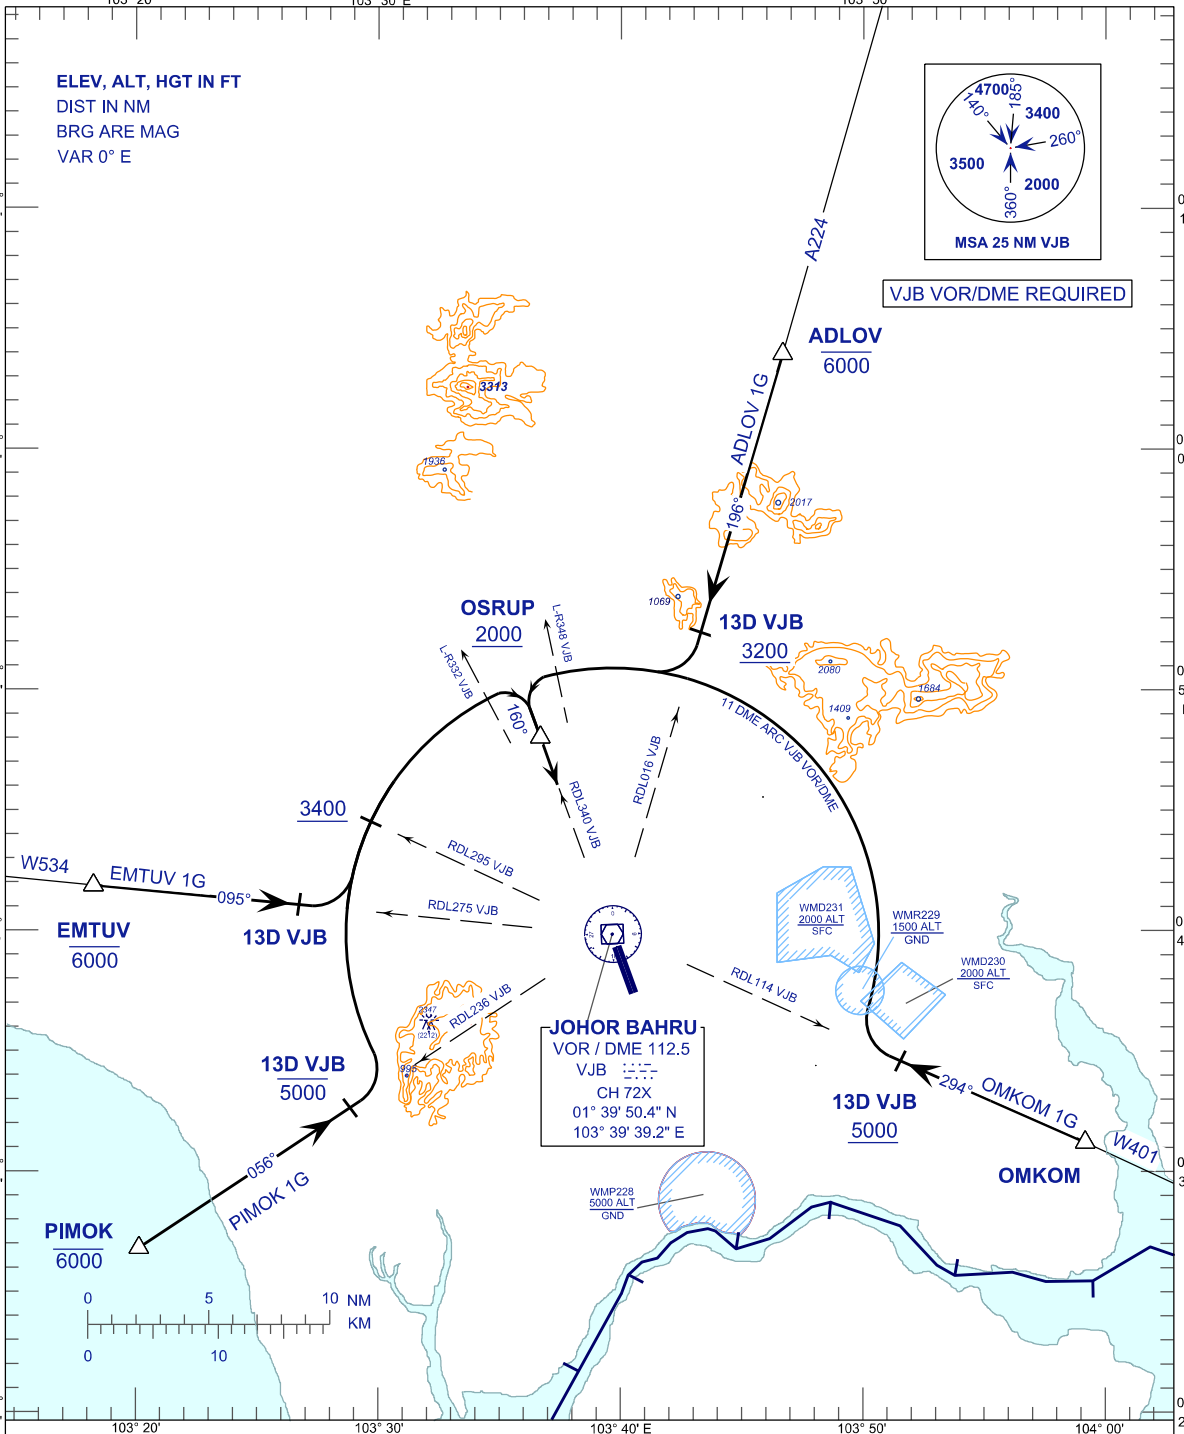 103° 30' E
ELEV, ALT, HGT IN FT
DIST IN NM
BRG ARE MAG
VAR 0° E
4700
140°
185°
3400
260°
3500
2000
360°
MSA 25 NM VJB
VJB VOR/DME REQUIRED
A224
ADLOV
6000
ADLOV 1G
196°
3313
1936
2017
1069
13D VJB
3200
OSRUP
2000
L-R348 VJB
L-R332 VJB
160°
2080
1684
1409
11 DME ARC VJB VOR/DME
RDL016 VJB
RDL340 VJB
3400
RDL295 VJB
RDL275 VJB
W534
EMTUV 1G
095°
EMTUV
6000
13D VJB
WMD231
2000 ALT
SFC
WMR229
1500 ALT
GND
WMD230
2000 ALT
SFC
RDL114 VJB
RDL236 VJB
(2212)
995
JOHOR BAHRU
VOR / DME 112.5
VJB
CH 72X
01° 39' 50.4" N
103° 39' 39.2" E
13D VJB
5000
056°
PIMOK 1G
PIMOK
6000
13D VJB
5000
294°
OMKOM 1G
OMKOM
W401
WMP228
5000 ALT
GND
0 5 10 NM
KM
0 10
103° 20'
103° 30'
103° 40' E
103° 50'
104° 00'